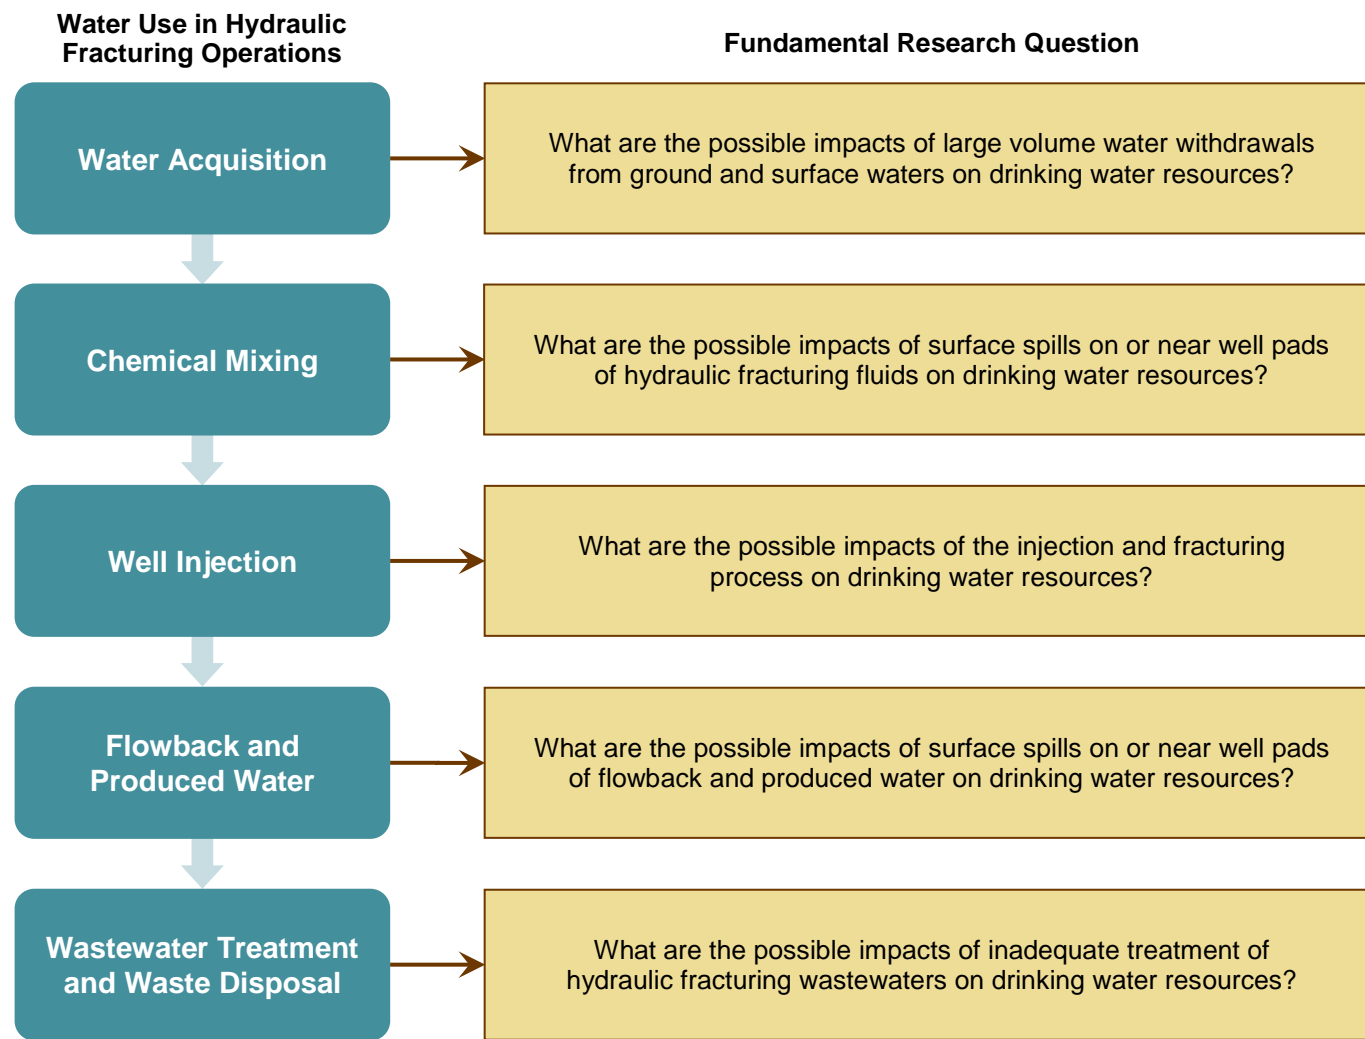 Water Use in Hydraulic
Fracturing Operations
Fundamental Research Question
Water Acquisition
What are the possible impacts of large volume water withdrawals
from ground and surface waters on drinking water resources?
Chemical Mixing
What are the possible impacts of surface spills on or near well pads
of hydraulic fracturing fluids on drinking water resources?
Well Injection
What are the possible impacts of the injection and fracturing
process on drinking water resources?
Flowback and
Produced Water
What are the possible impacts of surface spills on or near well pads
of flowback and produced water on drinking water resources?
Wastewater Treatment
and Waste Disposal
What are the possible impacts of inadequate treatment of
hydraulic fracturing wastewaters on drinking water resources?